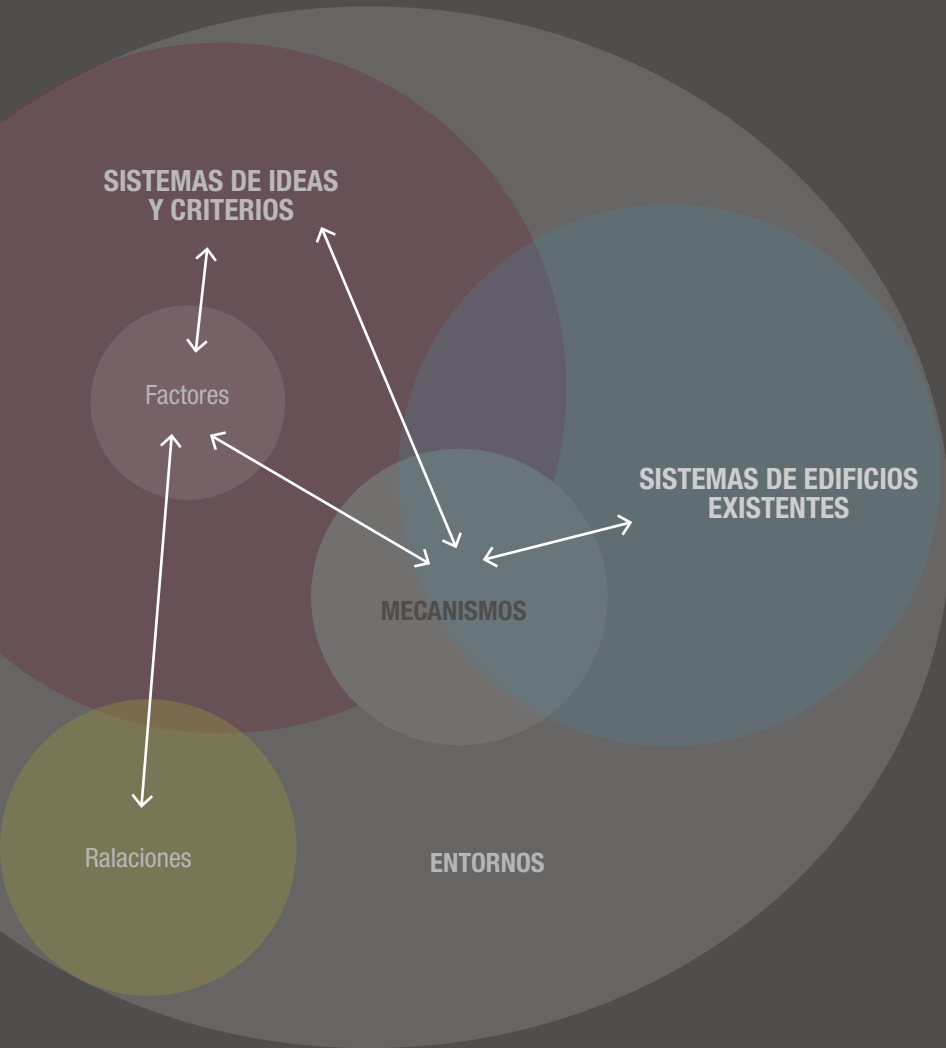 SISTEMAS DE IDEAS
Y CRITERIOS
Factores
SISTEMAS DE EDIFICIOS
EXISTENTES
MECANISMOS
Ralaciones
ENTORNOS